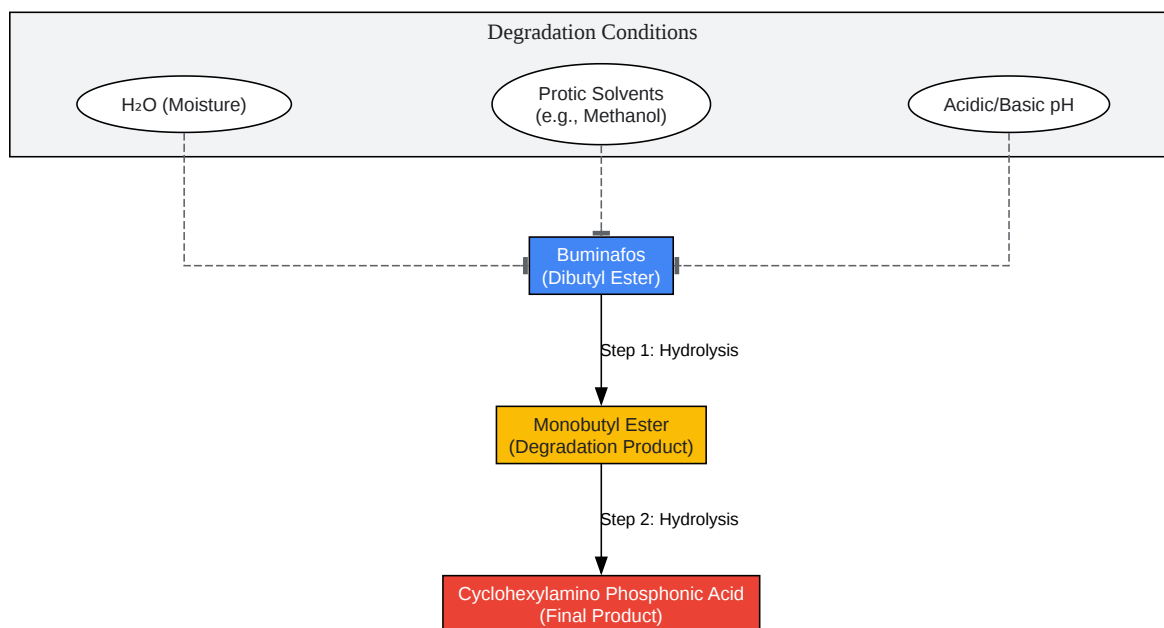 Degradation Conditions
H₂O (Moisture)
Protic Solvents
(e.g., Methanol)
Acidic/Basic pH
Buminafos
(Dibutyl Ester)
Step 1: Hydrolysis
Monobutyl Ester
(Degradation Product)
Step 2: Hydrolysis
Cyclohexylamino Phosphonic Acid
(Final Product)